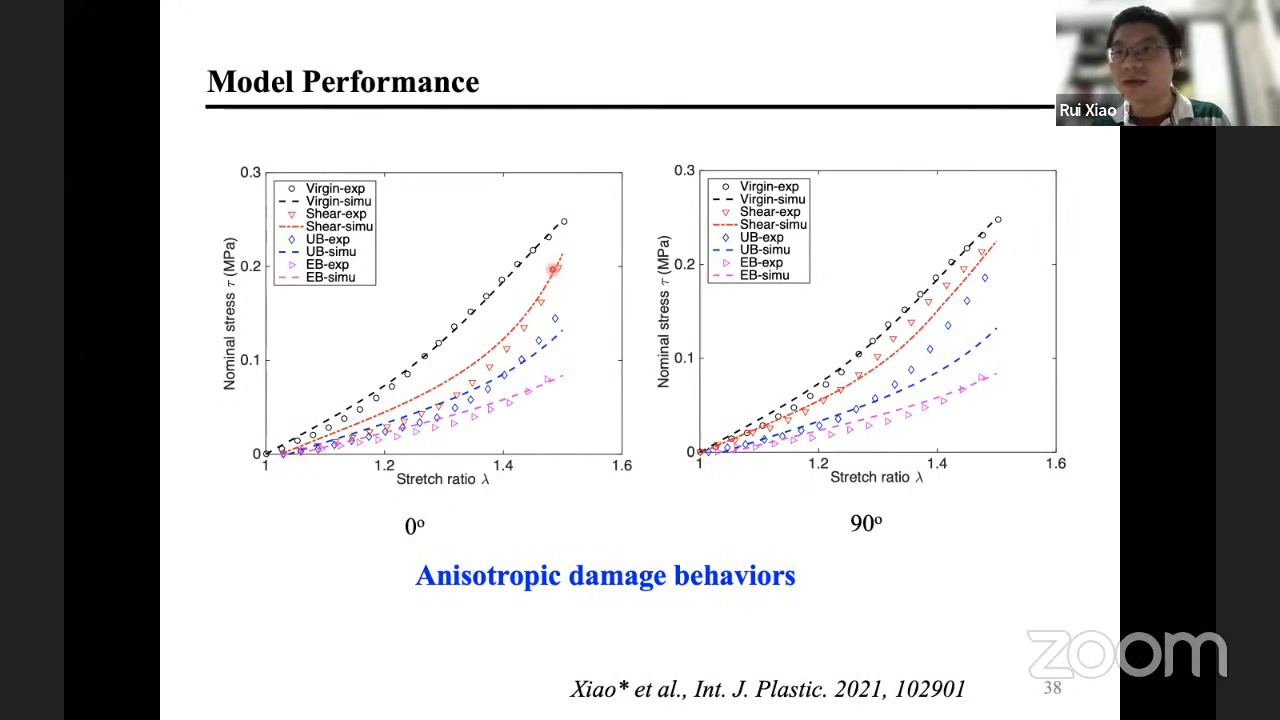 Model Performance
Rui Xiao
0.3
0.2
0.1
0
1
1.2
1.4
1.6
Nominal stress τ (MPa)
Stretch ratio λ
Virgin-exp
Virgin-simu
Shear-exp
Shear-simu
UB-exp
UB-simu
EB-exp
EB-simu
0º
0.3
0.2
0.1
0
1
1.2
1.4
1.6
Nominal stress τ (MPa)
Stretch ratio λ
Virgin-exp
Virgin-simu
Shear-exp
Shear-simu
UB-exp
UB-simu
EB-exp
EB-simu
90º
Anisotropic damage behaviors
zoom
Xiao* et al., Int. J. Plastic. 2021, 102901
38